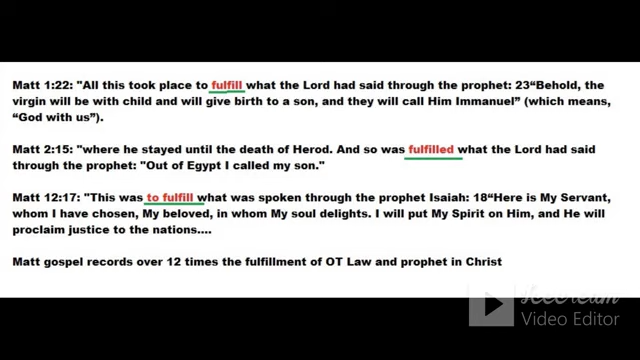 Matt 1:22: "All this took place to fulfill what the Lord had said through the prophet: 23“Behold, the
virgin will be with child and will give birth to a son, and they will call Him Immanuel” (which means,
“God with us”).
Matt 2:15: "where he stayed until the death of Herod. And so was fulfilled what the Lord had said
through the prophet: "Out of Egypt I called my son."
Matt 12:17: "This was to fulfill what was spoken through the prophet Isaiah: 18“Here is My Servant,
whom I have chosen, My beloved, in whom My soul delights. I will put My Spirit on Him, and He will
proclaim justice to the nations....
Matt gospel records over 12 times the fulfillment of OT Law and prophet in Christ
IceCream
Video Editor